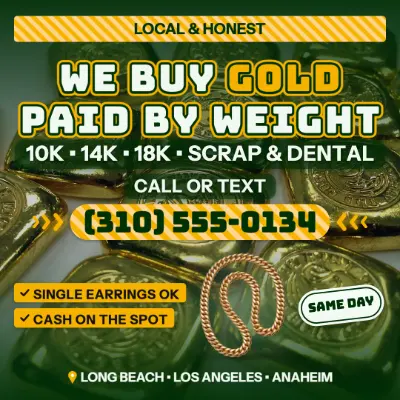 LOCAL & HONEST
WE BUY GOLD
PAID BY WEIGHT
10K ▪ 14K ▪ 18K ▪ SCRAP & DENTAL
CALL OR TEXT
(310) 555-0134
✓ SINGLE EARRINGS OK
✓ CASH ON THE SPOT
SAME DAY
LONG BEACH ▪ LOS ANGELES ▪ ANAHEIM